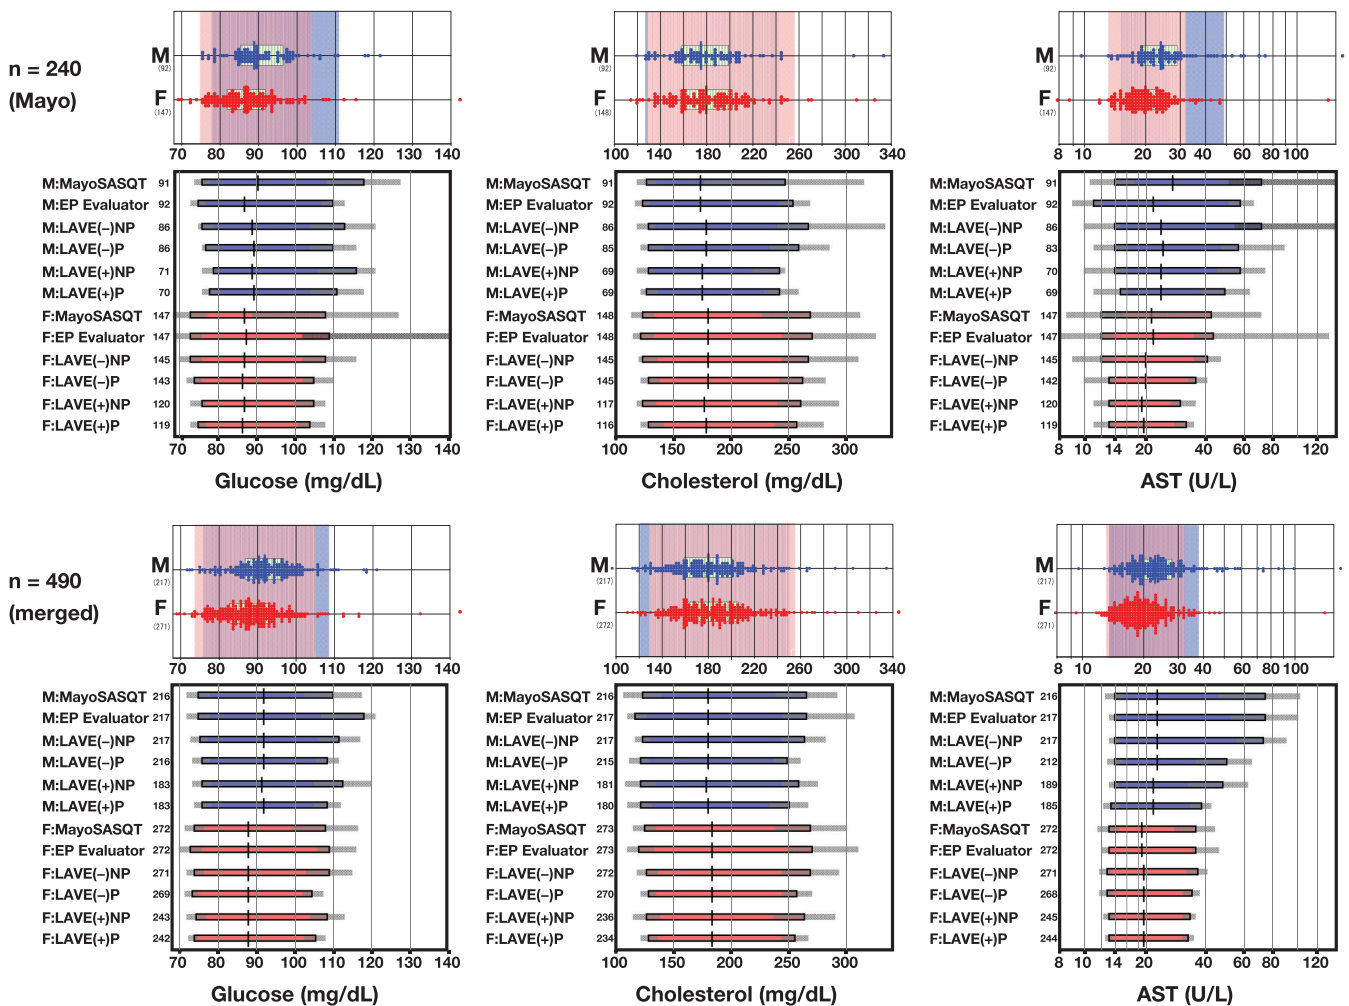 n = 240
(Mayo)
M
(92)
F
(147)
70 80 90 100 110 120 130 140
M
(92)
F
(148)
100 140 180 220 260 300 340
M
(92)
F
(147)
8 10 20 30 40 60 80 100
M:MayoSASQT 91
M:EP Evaluator 92
M:LAVE(–)NP 86
M:LAVE(–)P 86
M:LAVE(+)NP 71
M:LAVE(+)P 70
F:MayoSASQT 147
F:EP Evaluator 147
F:LAVE(–)NP 145
F:LAVE(–)P 143
F:LAVE(+)NP 120
F:LAVE(+)P 119
70 80 90 100 110 120 130 140
Glucose (mg/dL)
M:MayoSASQT 91
M:EP Evaluator 92
M:LAVE(–)NP 86
M:LAVE(–)P 85
M:LAVE(+)NP 69
M:LAVE(+)P 69
F:MayoSASQT 148
F:EP Evaluator 148
F:LAVE(–)NP 145
F:LAVE(–)P 145
F:LAVE(+)NP 117
F:LAVE(+)P 116
100 150 200 250 300
Cholesterol (mg/dL)
M:MayoSASQT 91
M:EP Evaluator 92
M:LAVE(–)NP 86
M:LAVE(–)P 83
M:LAVE(+)NP 70
M:LAVE(+)P 69
F:MayoSASQT 147
F:EP Evaluator 147
F:LAVE(–)NP 145
F:LAVE(–)P 142
F:LAVE(+)NP 120
F:LAVE(+)P 119
8 10 14 20 40 60 80 120
AST (U/L)
n = 490
(merged)
M
(217)
F
(271)
70 80 90 100 110 120 130 140
M
(217)
F
(272)
100 140 180 220 260 300 340
M
(217)
F
(271)
8 10 20 30 40 60 80 100
M:MayoSASQT 216
M:EP Evaluator 217
M:LAVE(–)NP 217
M:LAVE(–)P 216
M:LAVE(+)NP 183
M:LAVE(+)P 183
F:MayoSASQT 272
F:EP Evaluator 272
F:LAVE(–)NP 271
F:LAVE(–)P 269
F:LAVE(+)NP 243
F:LAVE(+)P 242
70 80 90 100 110 120 130 140
Glucose (mg/dL)
M:MayoSASQT 216
M:EP Evaluator 217
M:LAVE(–)NP 217
M:LAVE(–)P 215
M:LAVE(+)NP 181
M:LAVE(+)P 180
F:MayoSASQT 273
F:EP Evaluator 273
F:LAVE(–)NP 272
F:LAVE(–)P 270
F:LAVE(+)NP 236
F:LAVE(+)P 234
100 150 200 250 300
Cholesterol (mg/dL)
M:MayoSASQT 216
M:EP Evaluator 217
M:LAVE(–)NP 217
M:LAVE(–)P 212
M:LAVE(+)NP 189
M:LAVE(+)P 185
F:MayoSASQT 272
F:EP Evaluator 272
F:LAVE(–)NP 271
F:LAVE(–)P 268
F:LAVE(+)NP 245
F:LAVE(+)P 244
8 10 14 20 40 60 80 120
AST (U/L)